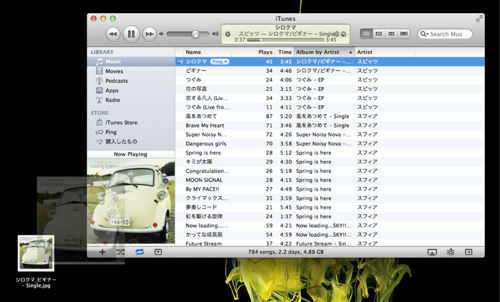 iTunes
シロクマ
スピッツ — シロクマ/ビギナー – Single
0:37
3:45
Search Mus
LIBRARY
Music
Movies
Podcasts
Apps
Radio
STORE
iTunes Store
Ping
購入したもの
Now Playing
Name Plays Time Album by Artist Artist
シロクマ Ping 45 3:45 シロクマ/ビギナー –... スピッツ
ビギナー 34 4:46 シロクマ/ビギナー –... スピッツ
つぐみ 24 4:06 つぐみ – EP スピッツ
花の写真 25 3:15 つぐみ – EP スピッツ
恋する凡人 (Liv... 34 3:33 つぐみ – EP スピッツ
つぐみ (Live fro... 11 4:11 つぐみ – EP スピッツ
風をあつめて 87 5:20 風をあつめて – Single スフィア
Brave My Heart 71 3:46 風をあつめて – Single スフィア
Super Noisy N... 72 4:26 Super Noisy Nova –... スフィア
Dangerous girls 70 3:58 Super Noisy Nova –... スフィア
Spring is here 28 5:12 Spring is here スフィア
キミが太陽 29 4:30 Spring is here スフィア
Congratulation... 26 5:18 Spring is here スフィア
MOON SIGNAL 28 4:15 Spring is here スフィア
By MY PACE!! 27 4:49 Spring is here スフィア
クライマックス... 35 3:59 Spring is here スフィア
夢奏レコード 21 5:45 Spring is here スフィア
虹を駆ける旋律 24 1:37 Spring is here スフィア
Now loading...... 59 4:21 Now loading...SKY!!... スフィア
かってな成長花 54 4:49 Now loading...SKY!!... スフィア
Future Stream 37 4:22 Now loading...SKY!!... スフィア
784 songs, 2.2 days, 4.88 GB
シロクマ_ビギナー
– Single.jpg